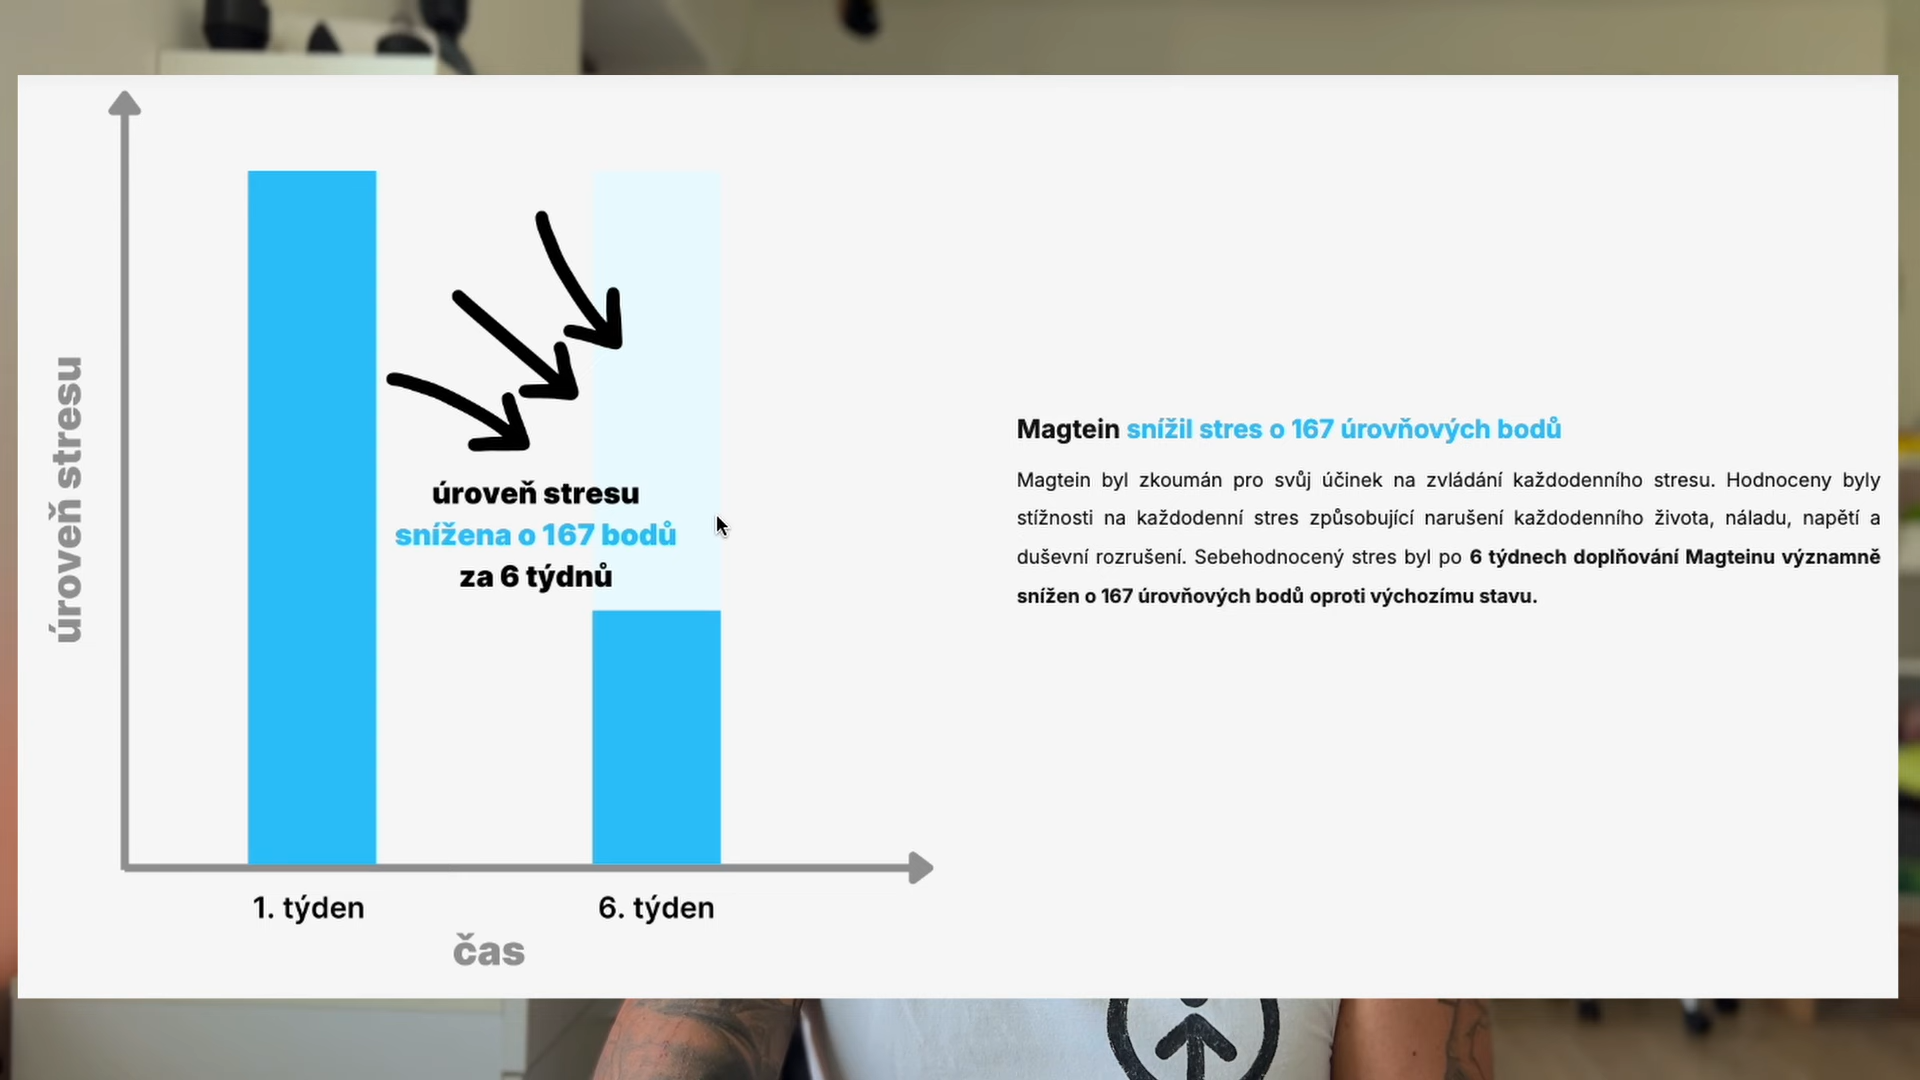 úroveň stresu
úroveň stresu
snížena o 167 bodů
za 6 týdnů
1. týden
6. týden
čas
Magtein snížil stres o 167 úrovňových bodů
Magtein byl zkoumán pro svůj účinek na zvládání každodenního stresu. Hodnoceny byly
stížnosti na každodenní stres způsobující narušení každodenního života, náladu, napětí a
duševní rozrušení. Sebehodnocený stres byl po 6 týdnech doplňování Magteinu významně
snížen o 167 úrovňových bodů oproti výchozímu stavu.